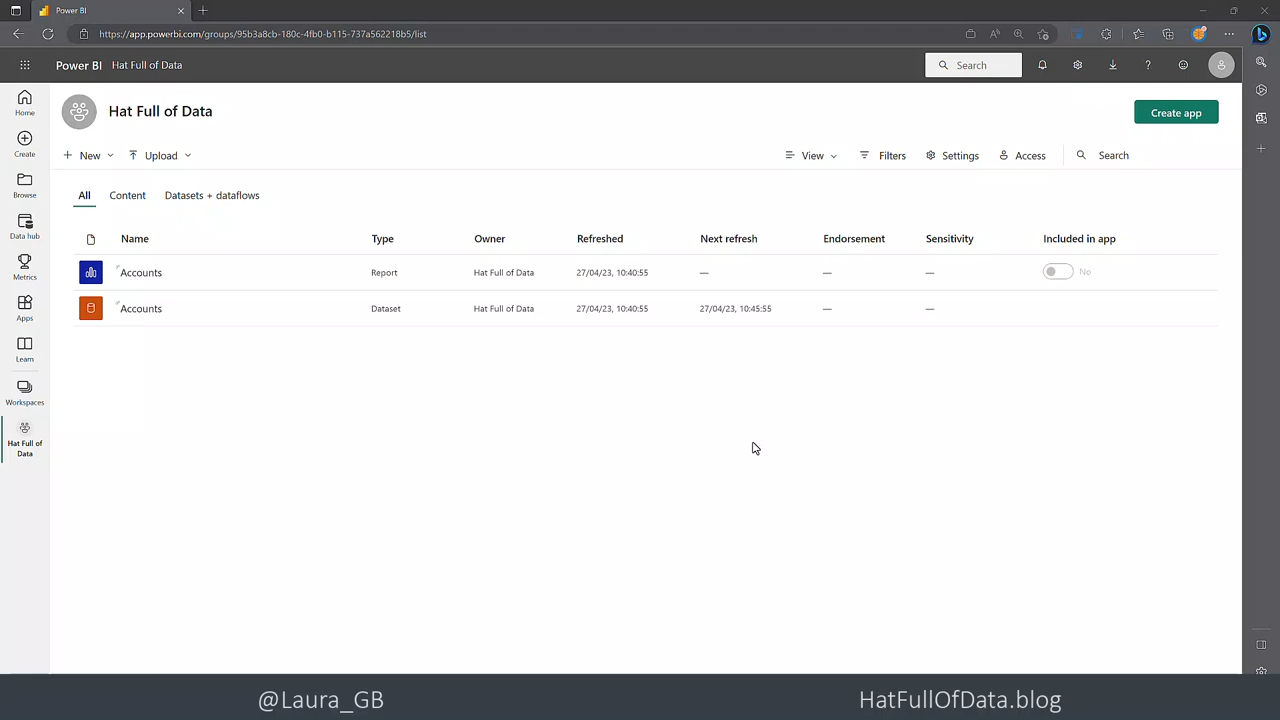 Power BI
https://app.powerbi.com/groups/95b3a8cb-180c-4fb0-b115-737a562218b5/list
Power BI Hat Full of Data Search
Home
Create
Browse
Data hub
Metrics
Apps
Learn
Workspaces
Hat Full of
Data
Hat Full of Data Create app
New Upload View Filters Settings Access Search
All Content Datasets + dataflows
Name Type Owner Refreshed Next refresh Endorsement Sensitivity Included in app
Accounts Report Hat Full of Data 27/04/23, 10:40:55 — — — No
Accounts Dataset Hat Full of Data 27/04/23, 10:40:55 27/04/23, 10:45:55 — —
@Laura_GB HatFullOfData.blog